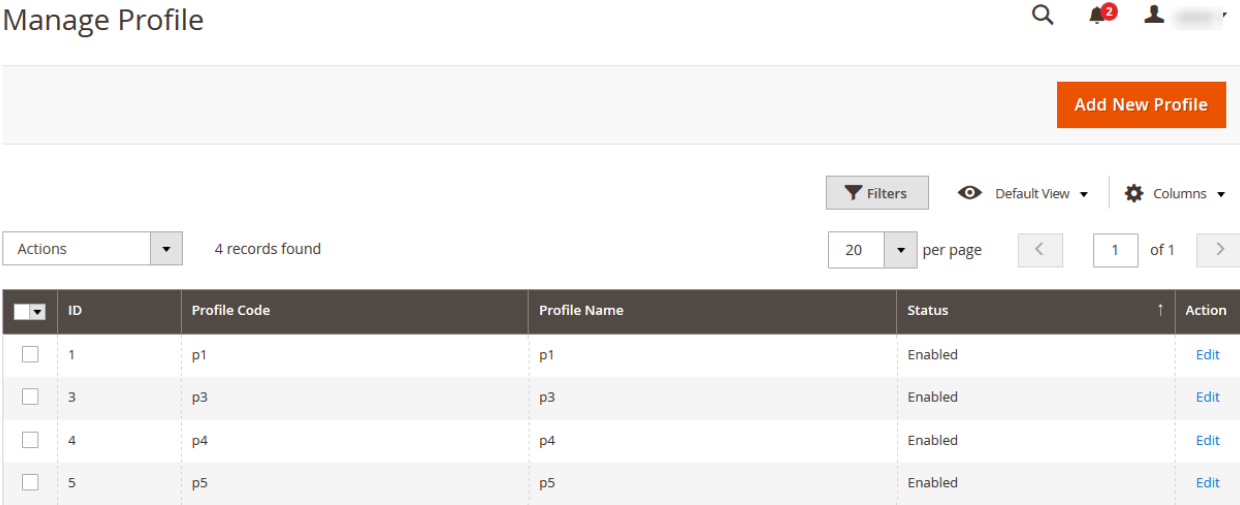 Manage Profile
2
Add New Profile
Filters Default View Columns
Actions 4 records found 20 per page 1 of 1
ID Profile Code Profile Name Status ↑ Action
1 p1 p1 Enabled Edit
3 p3 p3 Enabled Edit
4 p4 p4 Enabled Edit
5 p5 p5 Enabled Edit